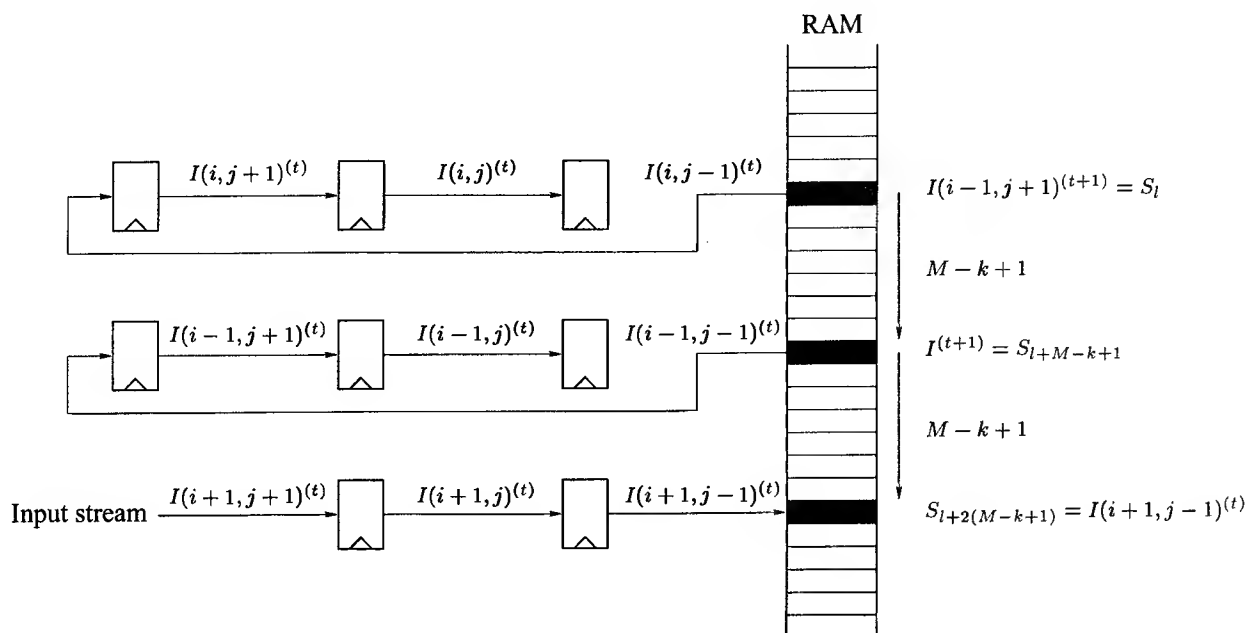 RAM
I(i, j + 1)^(t)
I(i, j)^(t)
I(i, j − 1)^(t)
I(i − 1, j + 1)^(t+1) = S_l
M − k + 1
I(i − 1, j + 1)^(t)
I(i − 1, j)^(t)
I(i − 1, j − 1)^(t)
I^(t+1) = S_{l+M−k+1}
M − k + 1
Input stream
I(i + 1, j + 1)^(t)
I(i + 1, j)^(t)
I(i + 1, j − 1)^(t)
S_{l+2(M−k+1)} = I(i + 1, j − 1)^(t)